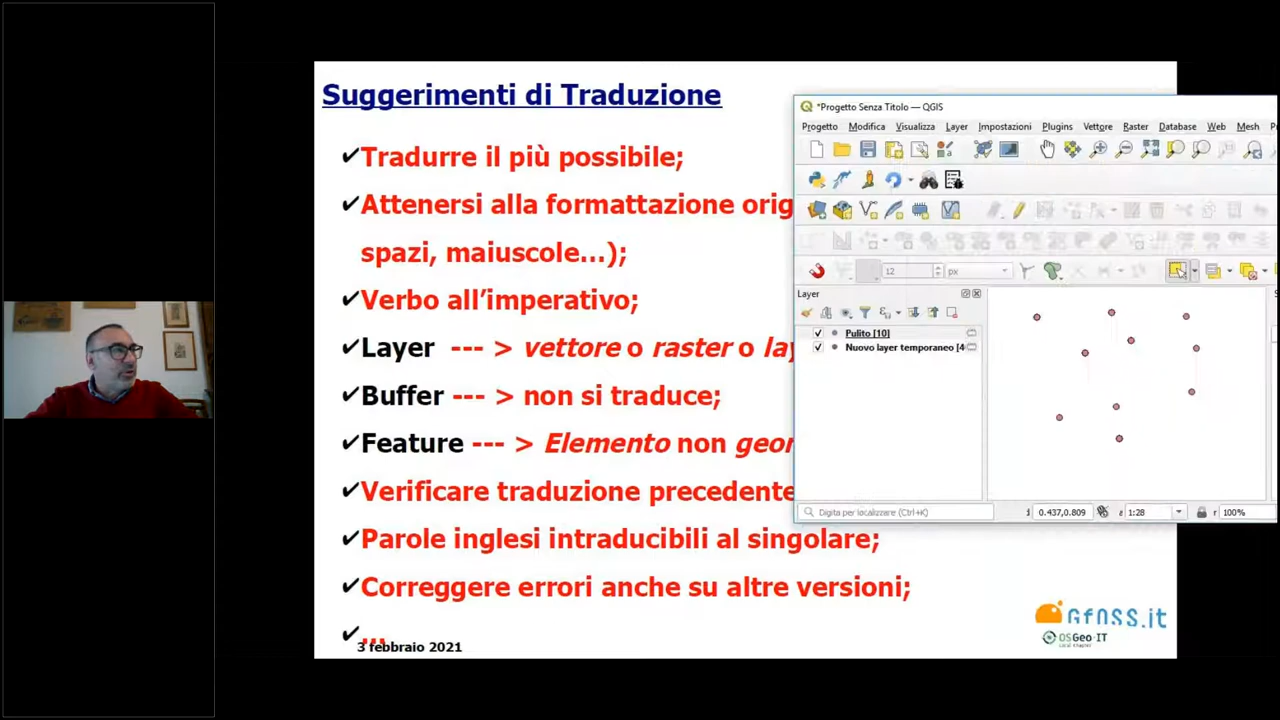 Suggerimenti di Traduzione
✔Tradurre il più possibile;
✔Attenersi alla formattazione orig
spazi, maiuscole...);
✔Verbo all'imperativo;
✔Layer --- > vettore o raster o lay
✔Buffer --- > non si traduce;
✔Feature --- > Elemento non geor
✔Verificare traduzione precedente
✔Parole inglesi intraducibili al singolare;
✔Correggere errori anche su altre versioni;
✔...
3 febbraio 2021
*Progetto Senza Titolo — QGIS
Progetto Modifica Visualizza Layer Impostazioni Plugins Vettore Raster Database Web Mesh
12 px
Layer
Pulito [10]
Nuovo layer temporaneo [4
Digita per localizzare (Ctrl+K)
0.437,0.809 1:28 100%
GFOSS.it
OSGeo-IT
Local Chapter